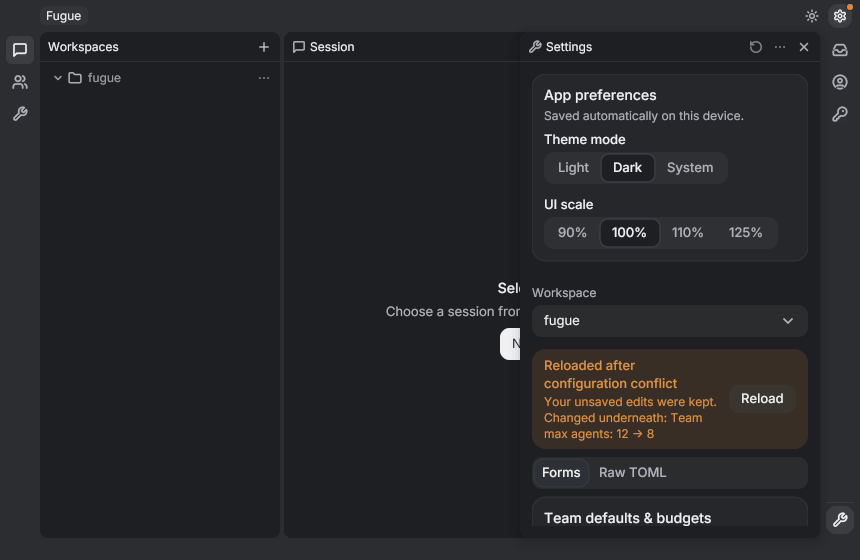 Fugue
Workspaces
fugue
Session
Choose a session from
Settings
App preferences
Saved automatically on this device.
Theme mode
Light Dark System
UI scale
90% 100% 110% 125%
Workspace
fugue
Reloaded after
configuration conflict
Your unsaved edits were kept.
Changed underneath: Team
max agents: 12 → 8
Reload
Forms Raw TOML
Team defaults & budgets